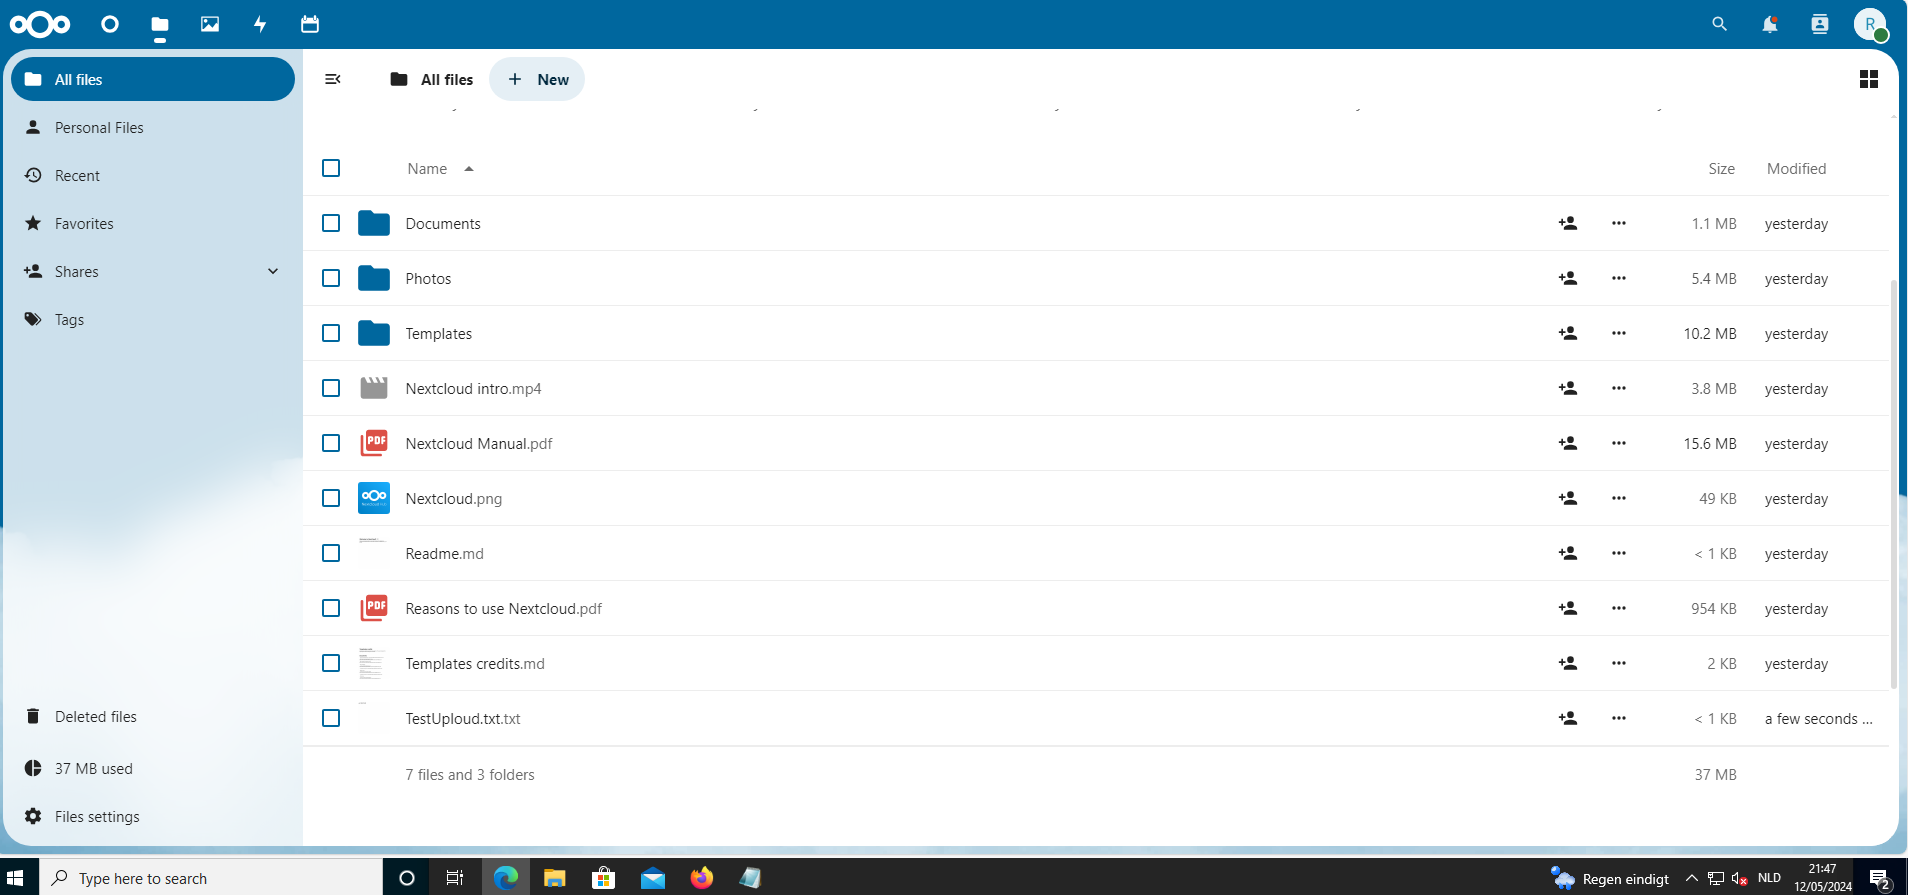 R
All files
All files
+ New
Personal Files
Name
Size
Modified
Recent
Favorites
Documents
1.1 MB
yesterday
Shares
Photos
5.4 MB
yesterday
Tags
Templates
10.2 MB
yesterday
Nextcloud intro.mp4
3.8 MB
yesterday
PDF
Nextcloud Manual.pdf
15.6 MB
yesterday
Nextcloud.png
49 KB
yesterday
Readme.md
< 1 KB
yesterday
PDF
Reasons to use Nextcloud.pdf
954 KB
yesterday
Templates credits.md
2 KB
yesterday
Deleted files
TestUploud.txt.txt
< 1 KB
a few seconds ...
37 MB used
7 files and 3 folders
37 MB
Files settings
Type here to search
Regen eindigt
NLD
21:47
12/05/2024
2